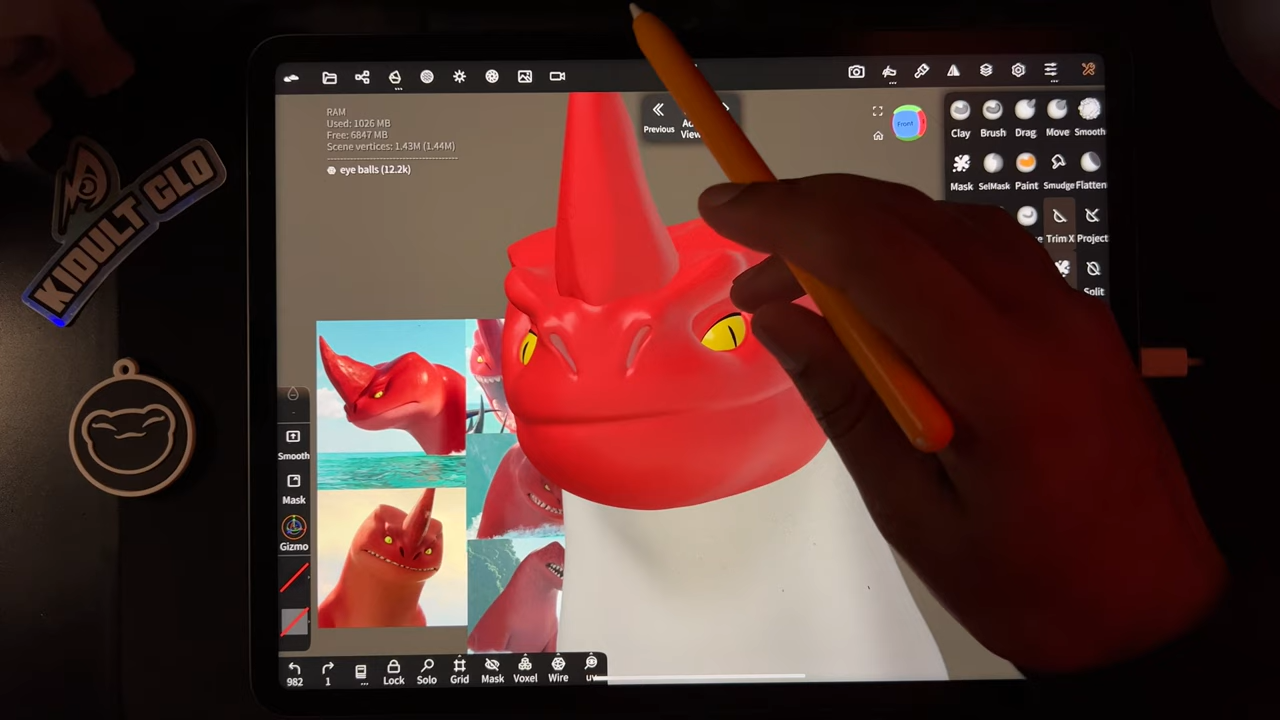 KIDULT CLO
RAM
Used: 1026 MB
Free: 6847 MB
Scene vertices: 1.43M (1.44M)
eye balls (12.2k)
Previous
View
Front
Clay
Brush
Drag
Move
Smooth
Mask
SelMask
Paint
Smudge
Flatten
Trim X
Project
Split
Smooth
Mask
Gizmo
982
1
Lock
Solo
Grid
Mask
Voxel
Wire
uv